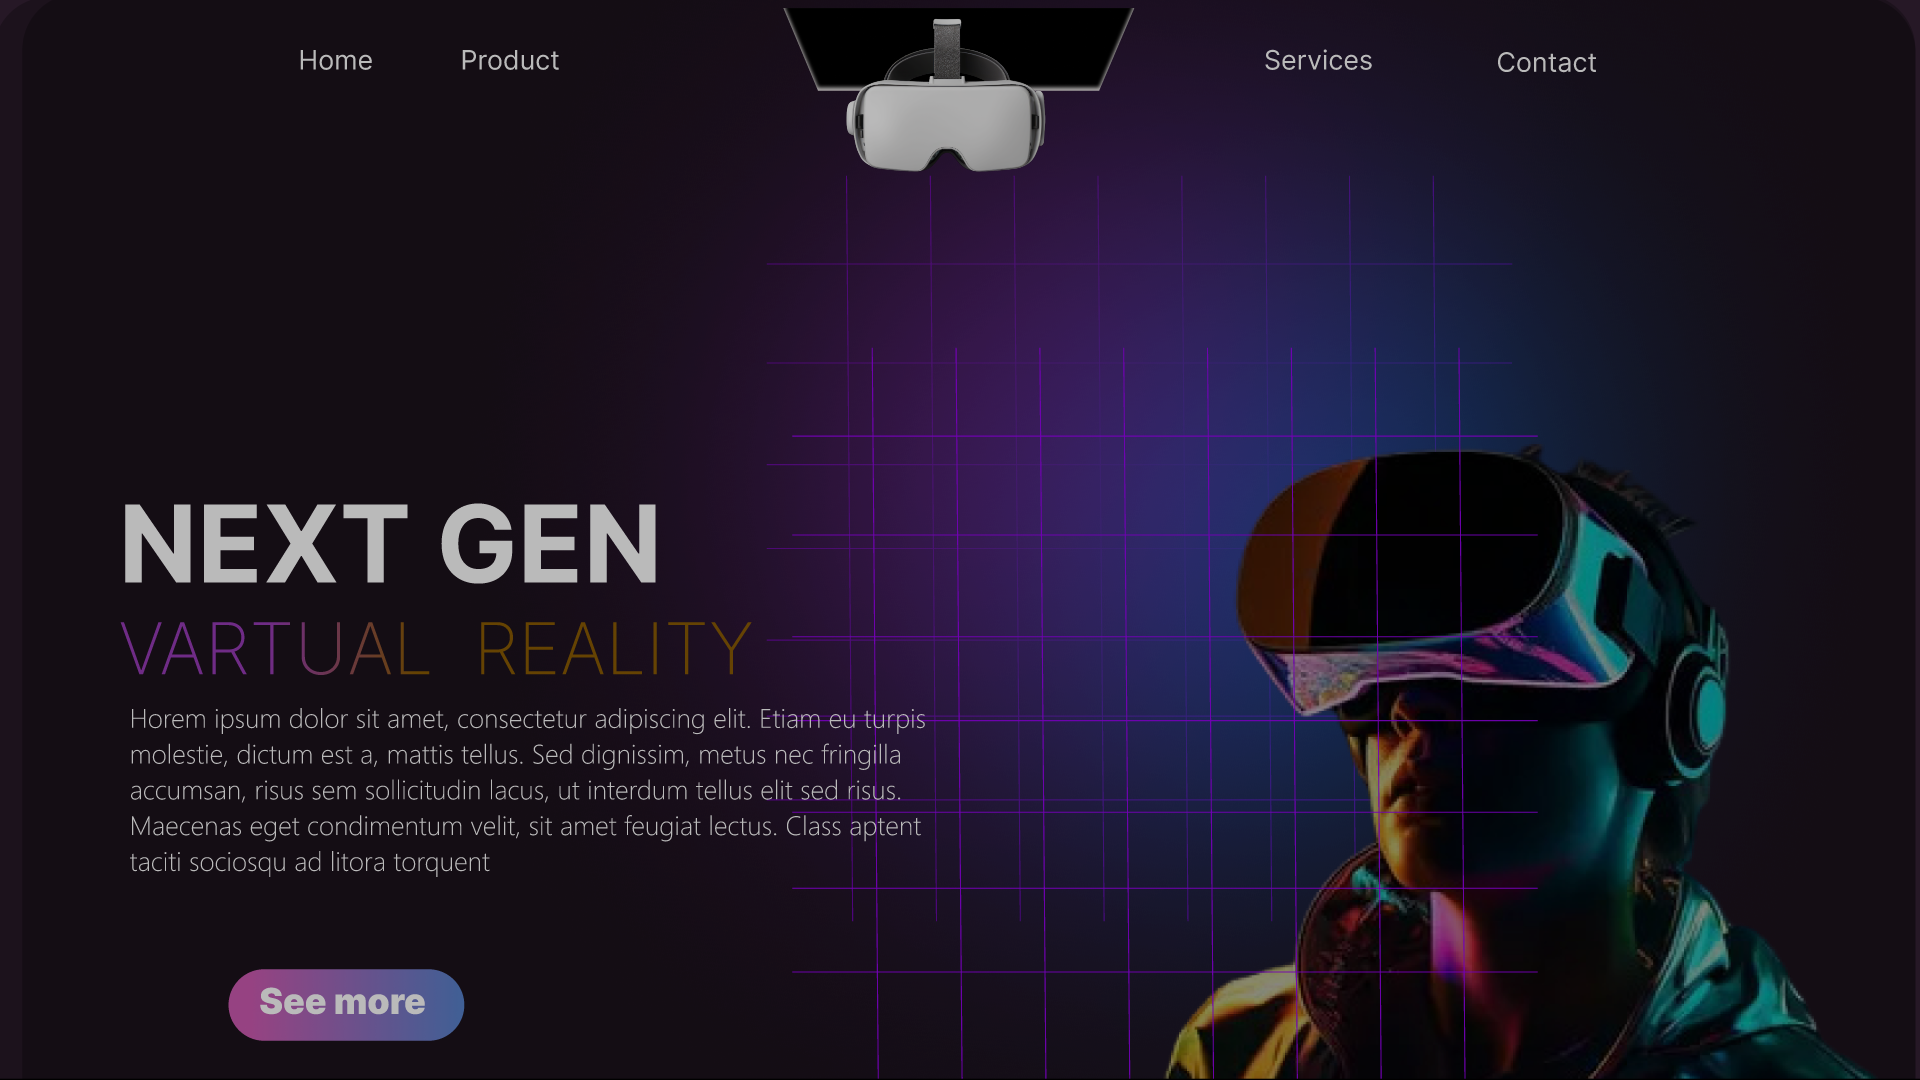 Home Product Services Contact
NEXT GEN
VARTUAL REALITY
Horem ipsum dolor sit amet, consectetur adipiscing elit. Etiam eu turpis
molestie, dictum est a, mattis tellus. Sed dignissim, metus nec fringilla
accumsan, risus sem sollicitudin lacus, ut interdum tellus elit sed risus.
Maecenas eget condimentum velit, sit amet feugiat lectus. Class aptent
taciti sociosqu ad litora torquent
See more